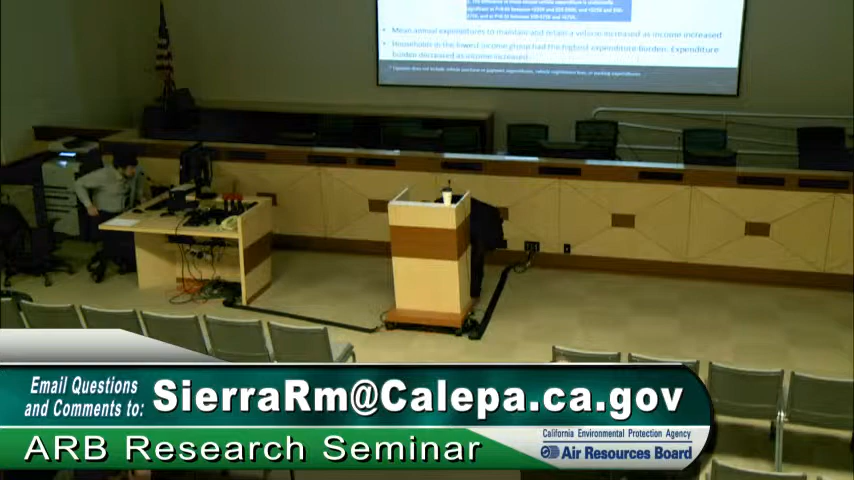 • Mean annual expenditures to maintain and retain a vehicle increased as income increased
• Households in the lowest income group had the highest expenditure burden. Expenditure
burden decreased as income increased
Email Questions
and Comments to:
SierraRm@Calepa.ca.gov
ARB Research Seminar
California Environmental Protection Agency
Air Resources Board